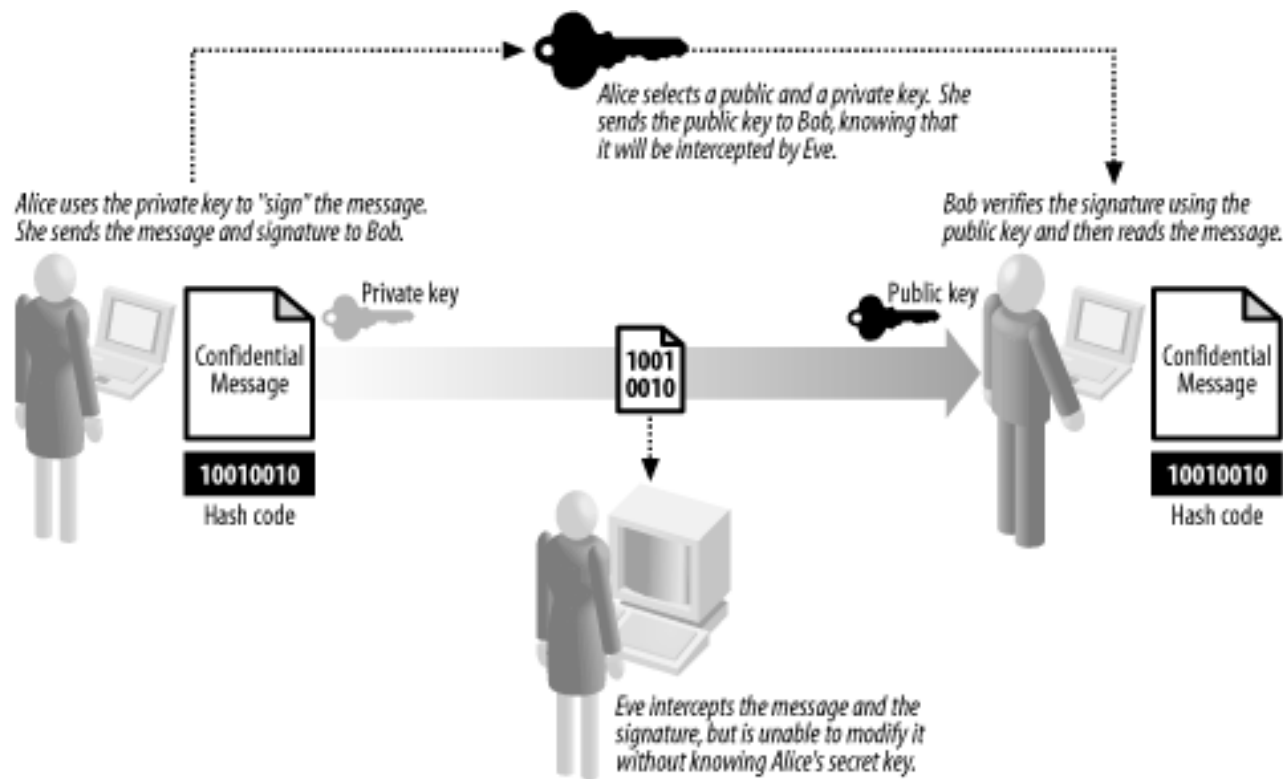 Alice selects a public and a private key. She
sends the public key to Bob, knowing that
it will be intercepted by Eve.
Alice uses the private key to "sign" the message.
She sends the message and signature to Bob.
Bob verifies the signature using the
public key and then reads the message.
Private key
Public key
Confidential
Message
1001
0010
Confidential
Message
10010010
Hash code
10010010
Hash code
Eve intercepts the message and the
signature, but is unable to modify it
without knowing Alice's secret key.